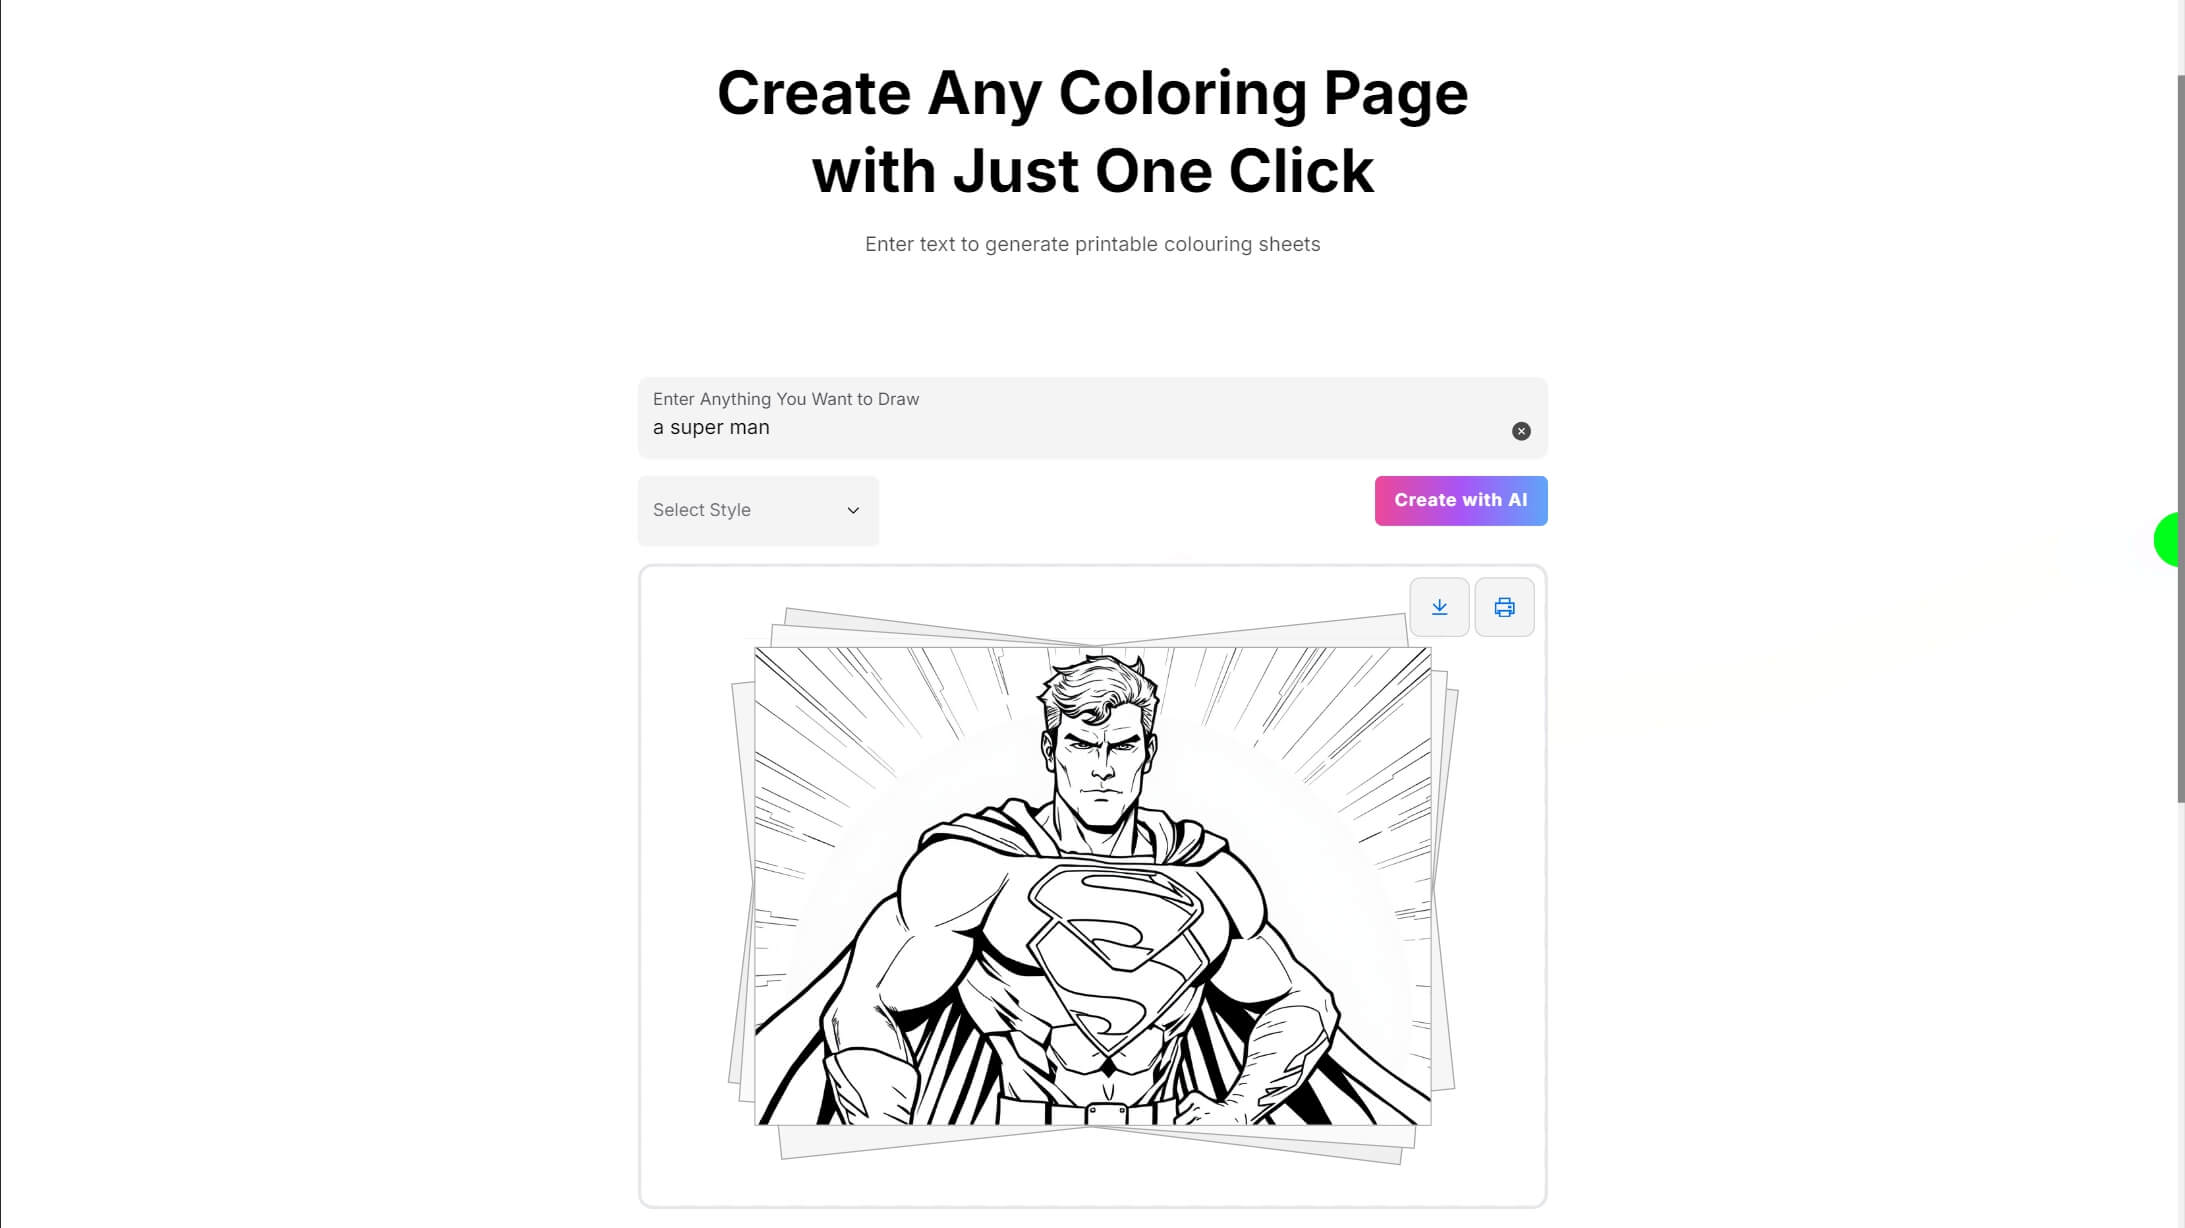 Create Any Coloring Page
with Just One Click
Enter text to generate printable colouring sheets
Enter Anything You Want to Draw
a super man
Select Style
Create with AI